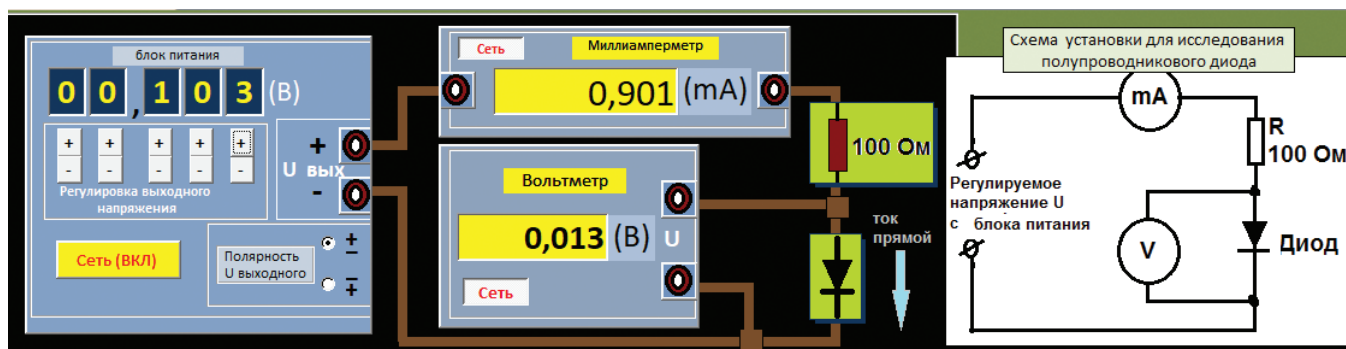 блок питания
00,103 (В)
+ + + + +
- - - - -
Регулировка выходного
напряжения
+
U вых
-
Сеть (ВКЛ)
Полярность
U выходного
+
-
-
+
Сеть
Миллиамперметр
0,901 (mA)
Вольтметр
0,013 (В) U
Сеть
100 Ом
ток
прямой
Схема установки для исследования
полупроводникового диода
mA
R
100 Ом
Регулируемое
напряжение U
с блока питания
V
Диод